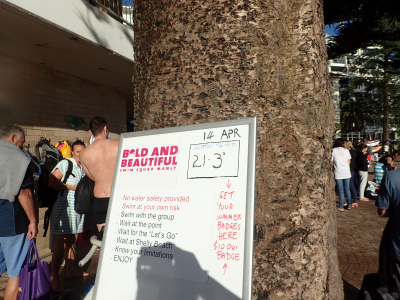 14 APR
BOLD AND
BEAUTIFUL
SWIM SQUAD MANLY
21·3°
No water safety provided
Swim at your own risk
- Swim with the group
- Wait at the point
- Wait for the "Let's Go"
- Wait at Shelly Beach
- Know your limitations
- ENJOY
GET
YOUR
SUMMER
BADGES
HERE
$10 per
BADGE